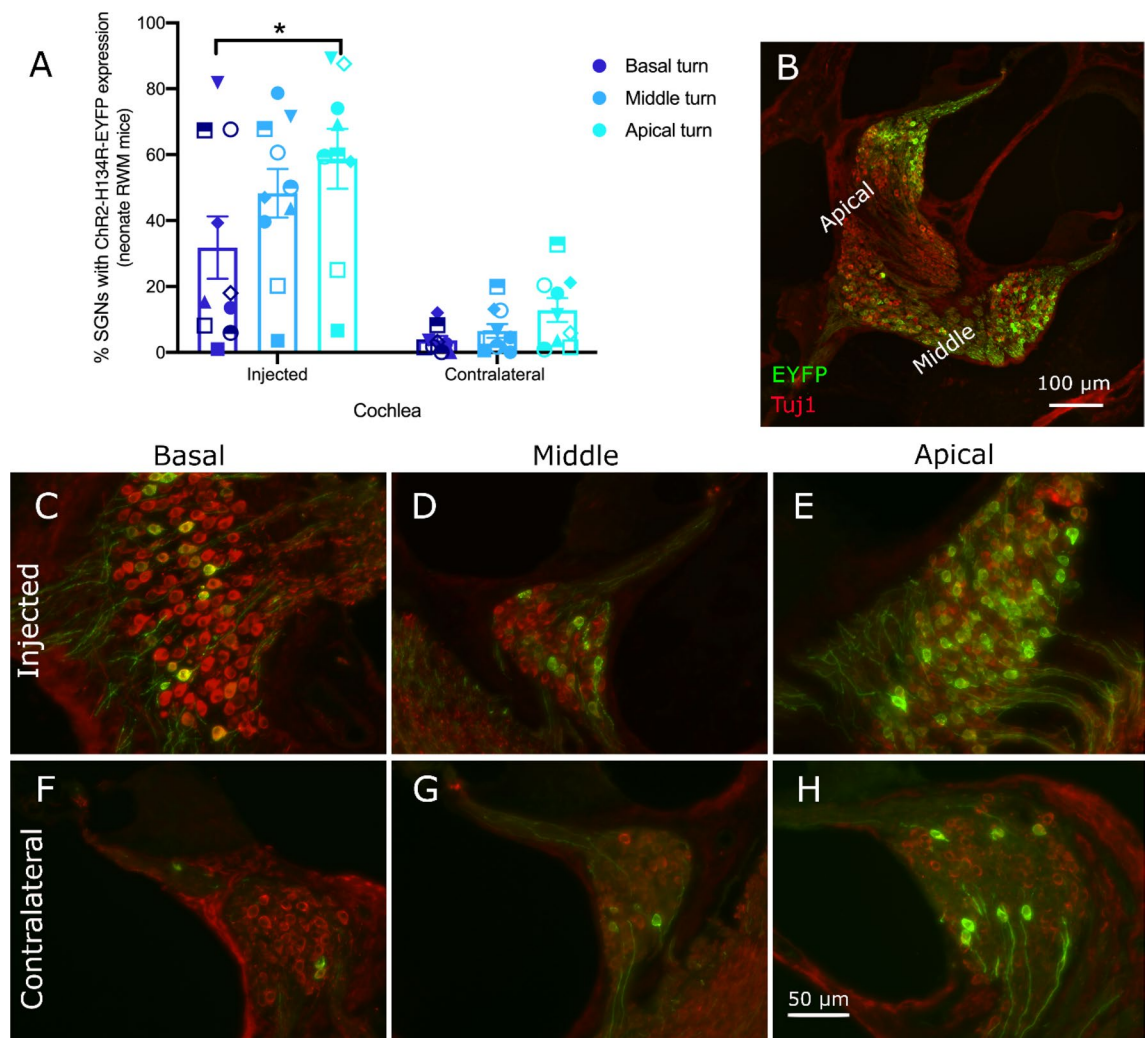 A
% SGNs with ChR2-H134R-EYFP expression
(neonate RWM mice)
100
80
60
40
20
0
*
Injected
Contralateral
Cochlea
Basal turn
Middle turn
Apical turn
B
Apical
Middle
EYFP
Tuj1
100 µm
Basal
Middle
Apical
Injected
C
D
E
Contralateral
F
G
H
50 µm